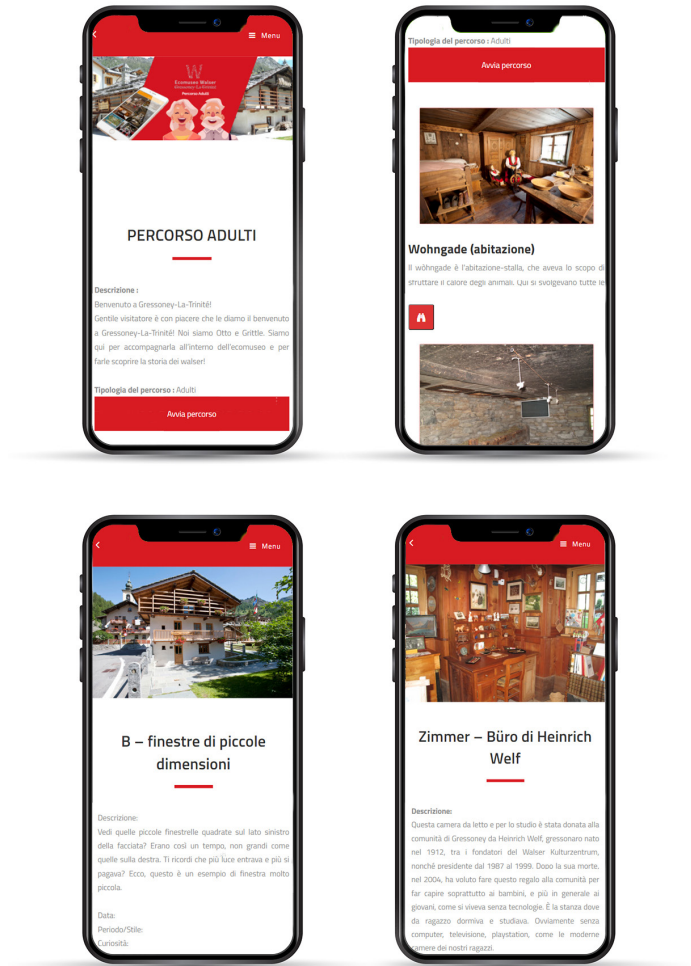 Menu
W
Ecomuseo Walser
Gressoney-La-Trinité
Percorso Adulti
PERCORSO ADULTI
Descrizione :
Benvenuto a Gressoney-La-Trinité!
Gentile visitatore è con piacere che le diamo il benvenuto
a Gressoney-La-Trinité! Noi siamo Otto e Grittle. Siamo
qui per accompagnarla all'interno dell'ecomuseo e per
farle scoprire la storia dei walser!
Tipologia del percorso : Adulti
Avvia percorso
Tipologia del percorso : Adulti
Avvia percorso
Wohngade (abitazione)
Il wòhngade è l'abitazione-stalla, che aveva lo scopo di
sfruttare il calore degli animali. Qui si svolgevano tutte le
Menu
B – finestre di piccole
dimensioni
Descrizione:
Vedi quelle piccole finestrelle quadrate sul lato sinistro
della facciata? Erano così un tempo, non grandi come
quelle sulla destra. Ti ricordi che più luce entrava e più si
pagava? Ecco, questo è un esempio di finestra molto
piccola.
Data:
Periodo/Stile:
Curiosità:
Menu
Zimmer – Büro di Heinrich
Welf
Descrizione:
Questa camera da letto e per lo studio è stata donata alla
comunità di Gressoney da Heinrich Welf, gressonaro nato
nel 1912, tra i fondatori del Walser Kulturzentrum,
nonché presidente dal 1987 al 1999. Dopo la sua morte,
nel 2004, ha voluto fare questo regalo alla comunità per
far capire soprattutto ai bambini, e più in generale ai
giovani, come si viveva senza tecnologie. È la stanza dove
da ragazzo dormiva e studiava. Ovviamente senza
computer, televisione, playstation, come le moderne
camere dei nostri ragazzi.